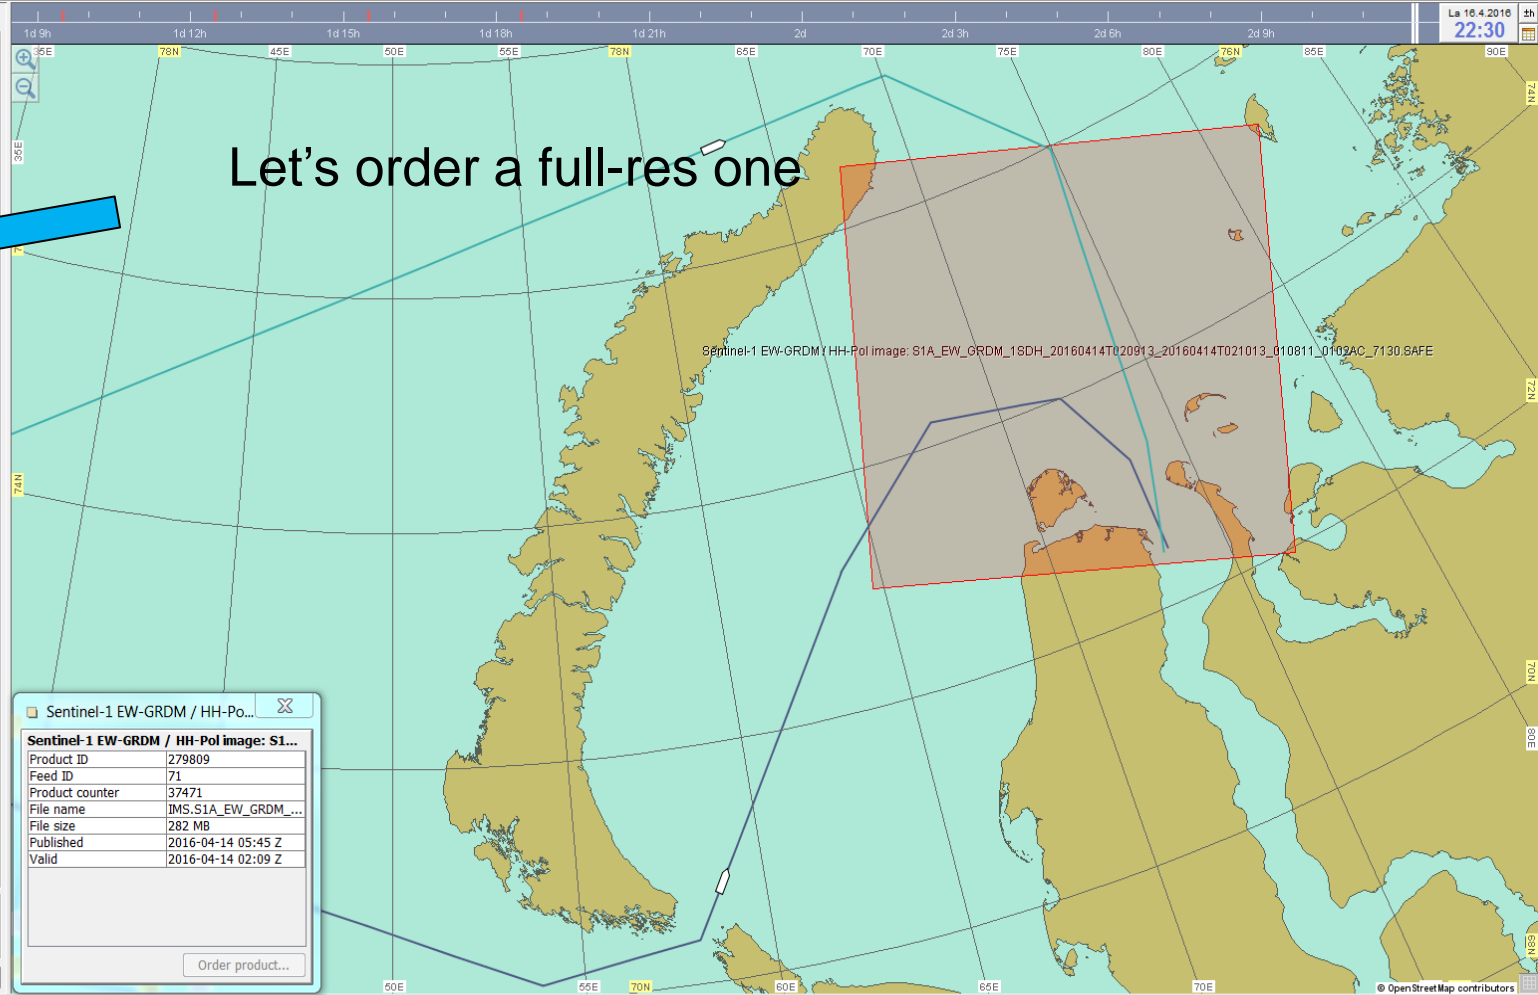 1d 9h 1d 12h 1d 15h 1d 18h 1d 21h 2d 2d 3h 2d 6h 2d 9h
La 16.4.2016 ±h
22:30
35E 78N 45E 50E 55E 78N 65E 70E 75E 80E 76N 85E 90E
74N
35E
Let's order a full-res one
Sentinel-1 EW-GRDM / HH-Pol image: S1A_EW_GRDM_1SDH_20160414T020913_20160414T021013_010811_0102AC_7130.SAFE
72N
74N
70N
80E
68N
Sentinel-1 EW-GRDM / HH-Po... X
Sentinel-1 EW-GRDM / HH-Pol image: S1...
Product ID 279809
Feed ID 71
Product counter 37471
File name IMS.S1A_EW_GRDM_...
File size 282 MB
Published 2016-04-14 05:45 Z
Valid 2016-04-14 02:09 Z
Order product...
50E 55E 70N 60E 65E 70E
© OpenStreetMap contributors